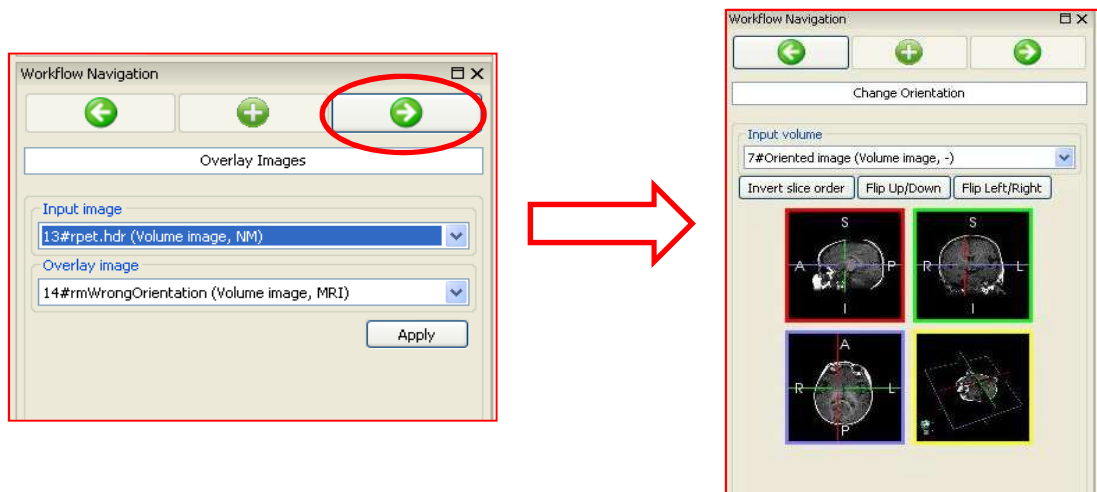 Workflow Navigation
Overlay Images
Input image
13#rpet.hdr (Volume image, NM)
Overlay image
14#rmWrongOrientation (Volume image, MRI)
Apply
Workflow Navigation
Change Orientation
Input volume
7#Oriented image (Volume image, -)
Invert slice order Flip Up/Down Flip Left/Right
S S
A P R L
I I
A
R L
P